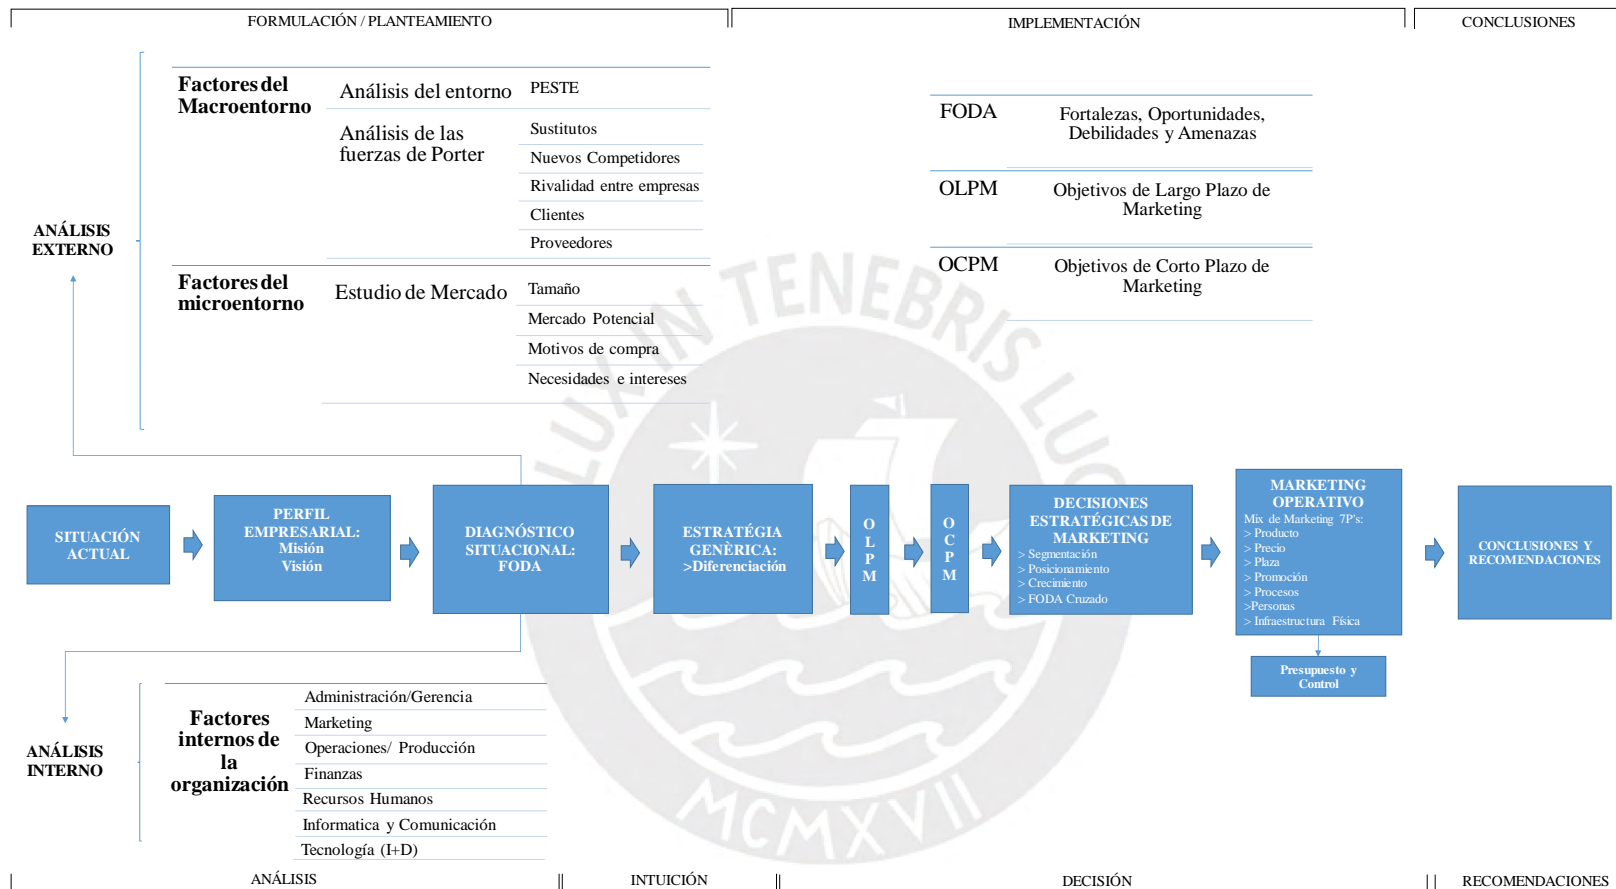 FORMULACIÓN / PLANTEAMIENTO
IMPLEMENTACIÓN
CONCLUSIONES
ANÁLISIS
EXTERNO
Factores del
Macroentorno
Análisis del entorno
PESTE
Análisis de las
fuerzas de Porter
Sustitutos
Nuevos Competidores
Rivalidad entre empresas
Clientes
Proveedores
Factores del
microentorno
Estudio de Mercado
Tamaño
Mercado Potencial
Motivos de compra
Necesidades e intereses
FODA
Fortalezas, Oportunidades,
Debilidades y Amenazas
OLPM
Objetivos de Largo Plazo de
Marketing
OCPM
Objetivos de Corto Plazo de
Marketing
LUX IN TENEBRIS LUC
SITUACIÓN
ACTUAL
PERFIL
EMPRESARIAL:
Misión
Visión
DIAGNÓSTICO
SITUACIONAL:
FODA
ESTRATÉGIA
GENÈRICA:
>Diferenciación
O
L
P
M
O
C
P
M
DECISIONES
ESTRATÉGICAS DE
MARKETING
> Segmentación
> Posicionamiento
> Crecimiento
> FODA Cruzado
MARKETING
OPERATIVO
Mix de Marketing 7P's:
> Producto
> Precio
> Plaza
> Promoción
> Procesos
>Personas
> Infraestructura Física
Presupuesto y
Control
CONCLUSIONES Y
RECOMENDACIONES
ANÁLISIS
INTERNO
Factores
internos de
la
organización
Administración/Gerencia
Marketing
Operaciones/ Producción
Finanzas
Recursos Humanos
Informatica y Comunicación
Tecnología (I+D)
MCMXVII
ANÁLISIS
INTUICIÓN
DECISIÓN
RECOMENDACIONES